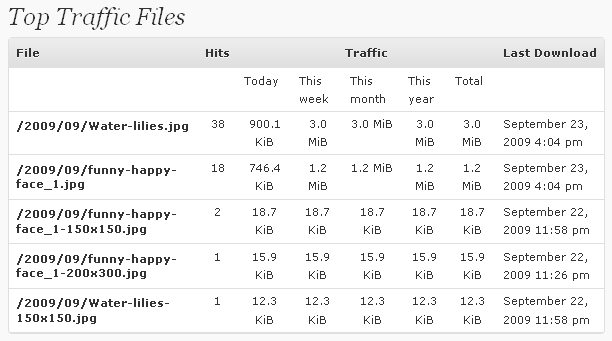 Top Traffic Files
File Hits Traffic Last Download
Today This week This month This year Total
/2009/09/Water-lilies.jpg 38 900.1 KiB 3.0 MiB 3.0 MiB 3.0 MiB 3.0 MiB September 23, 2009 4:04 pm
/2009/09/funny-happy-face_1.jpg 18 746.4 KiB 1.2 MiB 1.2 MiB 1.2 MiB 1.2 MiB September 23, 2009 4:04 pm
/2009/09/funny-happy-face_1-150x150.jpg 2 18.7 KiB 18.7 KiB 18.7 KiB 18.7 KiB 18.7 KiB September 22, 2009 11:58 pm
/2009/09/funny-happy-face_1-200x300.jpg 1 15.9 KiB 15.9 KiB 15.9 KiB 15.9 KiB 15.9 KiB September 22, 2009 11:26 pm
/2009/09/Water-lilies-150x150.jpg 1 12.3 KiB 12.3 KiB 12.3 KiB 12.3 KiB 12.3 KiB September 22, 2009 11:58 pm